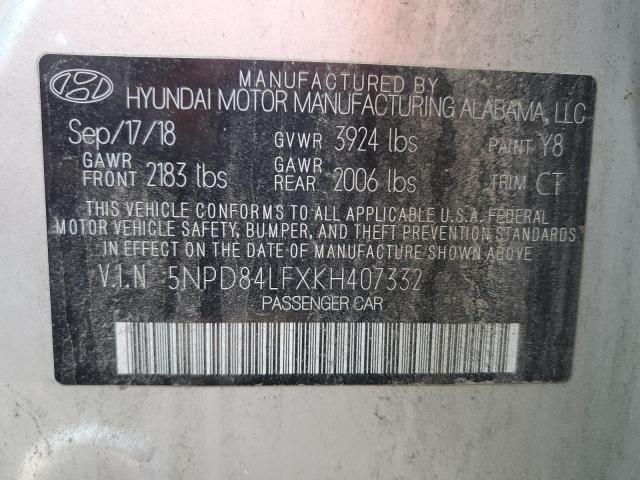 MANUFACTURED BY
HYUNDAI MOTOR MANUFACTURING ALABAMA, LLC
Sep/17/18 GVWR 3924 lbs PAINT Y8
GAWR FRONT 2183 lbs GAWR REAR 2006 lbs TRIM CT
THIS VEHICLE CONFORMS TO ALL APPLICABLE U.S.A. FEDERAL
MOTOR VEHICLE SAFETY, BUMPER, AND THEFT PREVENTION STANDARDS
IN EFFECT ON THE DATE OF MANUFACTURE SHOWN ABOVE.
V.I.N 5NPD84LFXKH407332
PASSENGER CAR